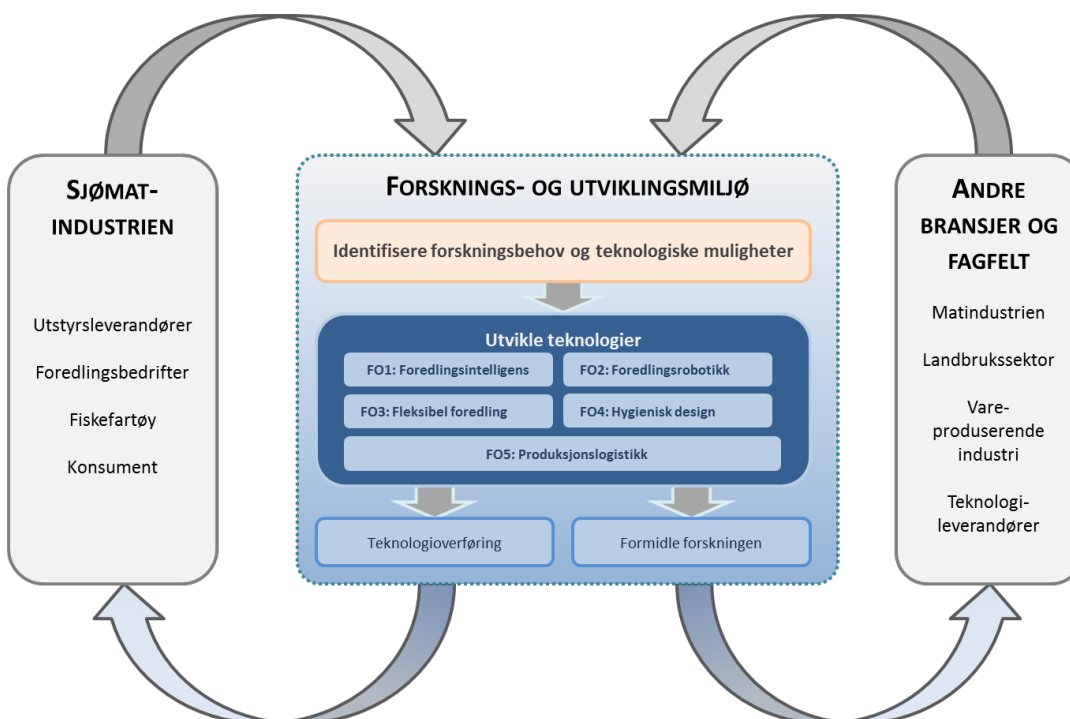 SJØMAT-
INDUSTRIEN
Utstyrsleverandører
Foredlingsbedrifter
Fiskefartøy
Konsument
FORSKNINGS- OG UTVIKLINGSMILJØ
Identifisere forskningsbehov og teknologiske muligheter
Utvikle teknologier
FO1: Foredlingsintelligens
FO2: Foredlingsrobotikk
FO3: Fleksibel foredling
FO4: Hygienisk design
FO5: Produksjonslogistikk
Teknologioverføring
Formidle forskningen
ANDRE
BRANSJER OG
FAGFELT
Matindustrien
Landbrukssektor
Vare-
produserende
industri
Teknologi-
leverandører